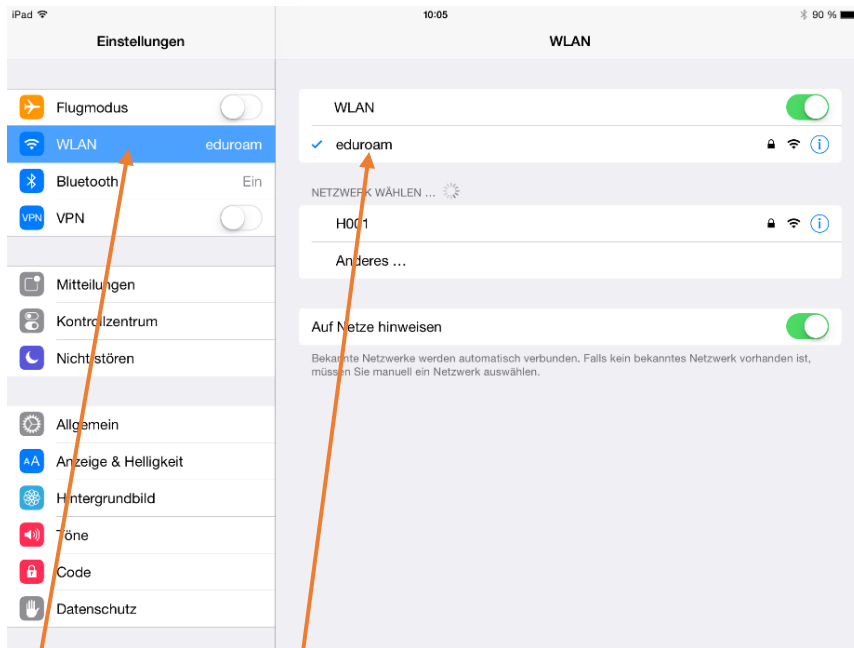 iPad 10:05 90 %
Einstellungen
WLAN
Flugmodus
WLAN eduroam
Bluetooth Ein
VPN VPN
Mitteilungen
Kontrollzentrum
Nicht stören
Allgemein
AA Anzeige & Helligkeit
Hintergrundbild
Töne
Code
Datenschutz
WLAN
eduroam
NETZWERK WÄHLEN ...
H001
Anderes ...
Auf Netze hinweisen
Bekannte Netzwerke werden automatisch verbunden. Falls kein bekanntes Netzwerk vorhanden ist,
müssen Sie manuell ein Netzwerk auswählen.